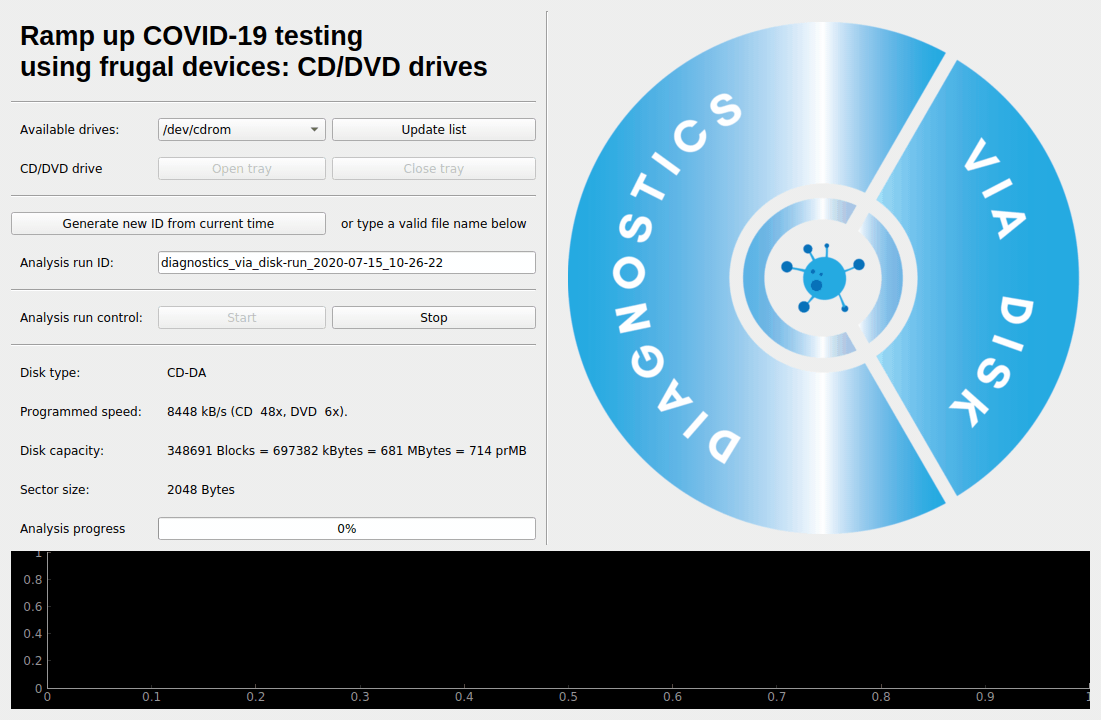 Ramp up COVID-19 testing
using frugal devices: CD/DVD drives
Available drives: /dev/cdrom Update list
CD/DVD drive Open tray Close tray
Generate new ID from current time or type a valid file name below
Analysis run ID: diagnostics_via_disk-run_2020-07-15_10-26-22
Analysis run control: Start Stop
Disk type: CD-DA
Programmed speed: 8448 kB/s (CD  48x, DVD  6x).
Disk capacity: 348691 Blocks = 697382 kBytes = 681 MBytes = 714 prMB
Sector size: 2048 Bytes
Analysis progress 0%
DIAGNOSTICS
VIA DISK
1
0.8
0.6
0.4
0.2
0
0 0.1 0.2 0.3 0.4 0.5 0.6 0.7 0.8 0.9 1